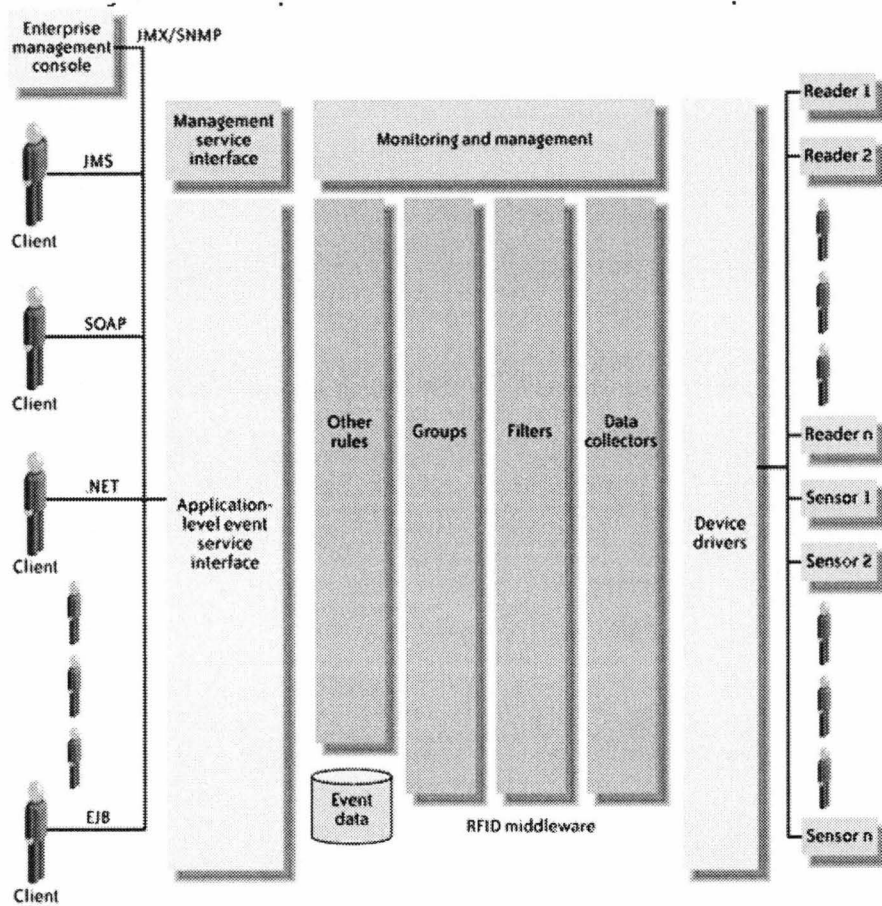 Enterprise
management
console
JMX/SNMP
JMS
Client
SOAP
Client
.NET
Client
EJB
Client
Management
service
interface
Application-
level event
service
interface
Monitoring and management
Other
rules
Groups
Filters
Data
collectors
Event
data
RFID middleware
Device
drivers
Reader 1
Reader 2
Reader n
Sensor 1
Sensor 2
Sensor n